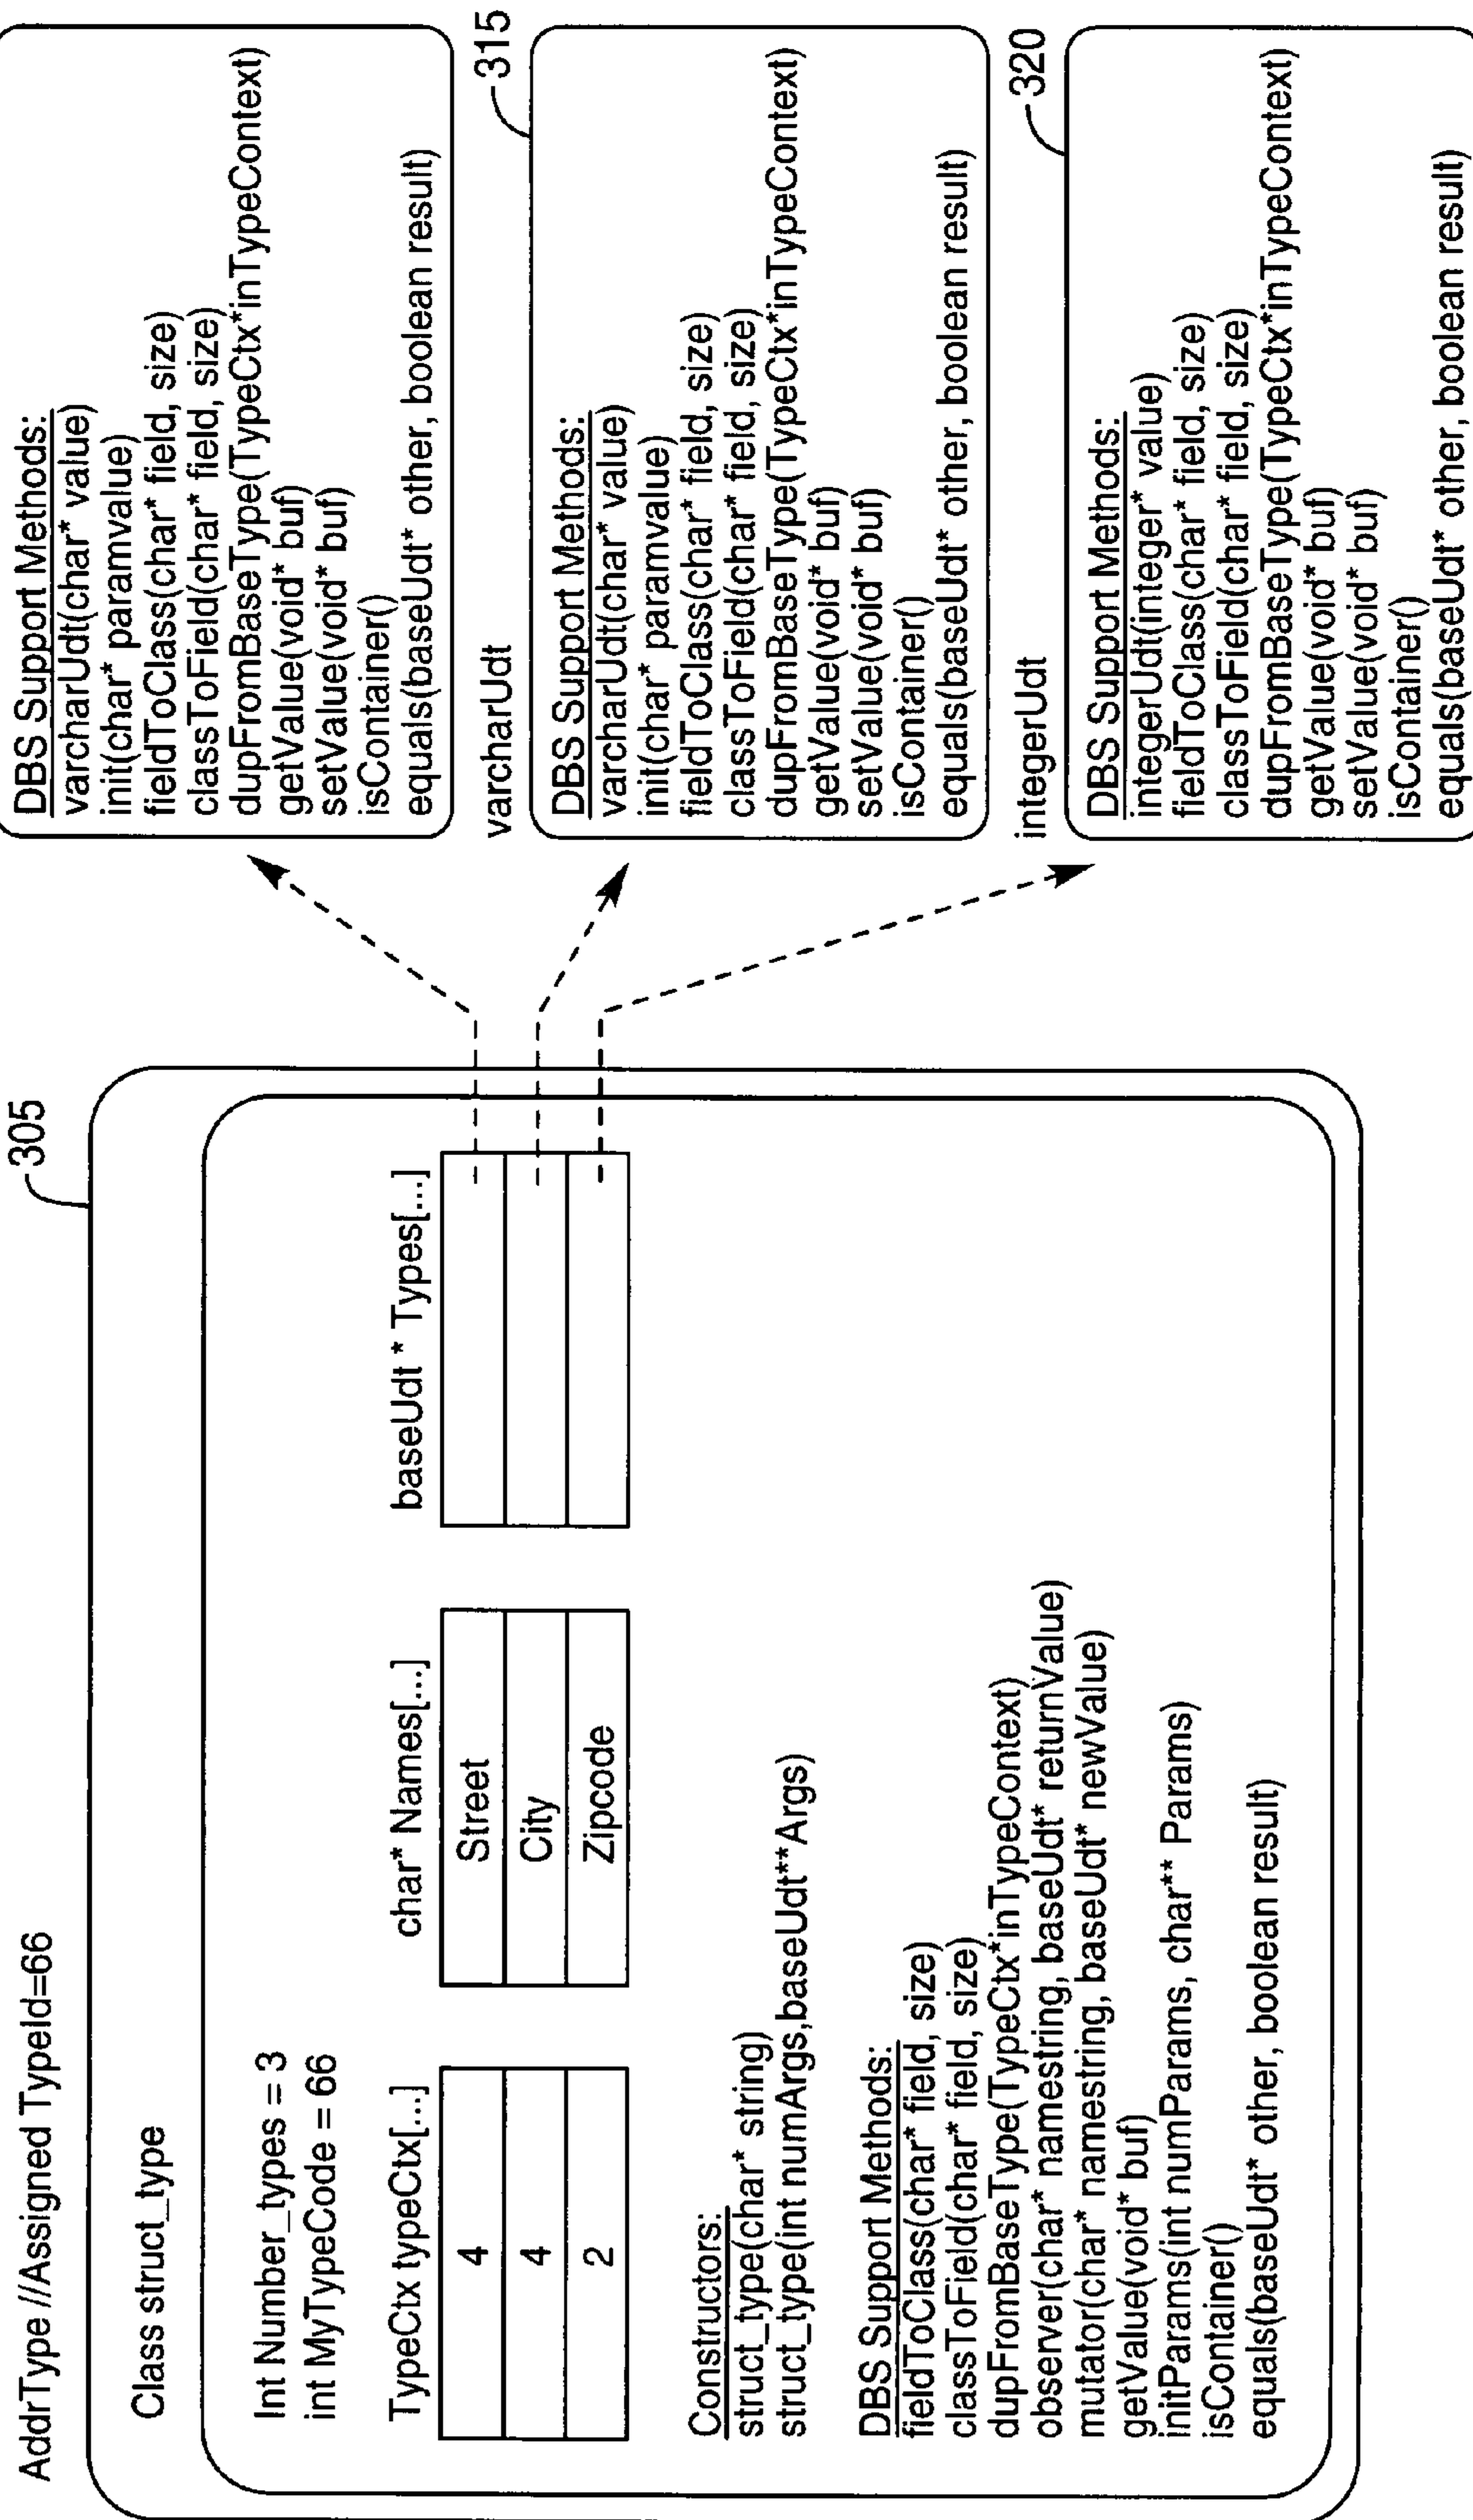 AddrType //Assigned TypeId=66
305
Class struct_type
Int Number_types = 3
int MyTypeCode = 66
TypeCtx typeCtx[...]
4
4
2
char* Names[...]
Street
City
Zipcode
baseUdt * Types[...]
Constructors:
struct_type(char* string)
struct_type(int numArgs,baseUdt**Args)
DBS Support Methods:
fieldToClass(char* field, size)
classToField(char* field, size)
dupFromBaseType(TypeCtx*inTypeContext)
observer(char* namestring, baseUdt* returnValue)
mutator(char* namestring, baseUdt* newValue)
getValue(void* buf)
initParams(int numParams, char** Params)
isContainer()
equals(baseUdt* other, boolean result)
DBS Support Methods:
varcharUdt(char* value)
init(char* paramvalue)
fieldToClass(char* field, size)
classToField(char* field, size)
dupFromBaseType(TypeCtx*inTypeContext)
getValue(void* buf)
setValue(void* buf)
isContainer()
equals(baseUdt* other, boolean result)
varcharUdt
315
DBS Support Methods:
varcharUdt(char* value)
init(char* paramvalue)
fieldToClass(char* field, size)
classToField(char* field, size)
dupFromBaseType(TypeCtx*inTypeContext)
getValue(void* buf)
setValue(void* buf)
isContainer()
equals(baseUdt* other, boolean result)
integerUdt
320
DBS Support Methods:
integerUdt(integer* value)
fieldToClass(char* field, size)
classToField(char* field, size)
dupFromBaseType(TypeCtx*inTypeContext)
getValue(void* buf)
setValue(void* buf)
isContainer()
equals(baseUdt* other, boolean result)